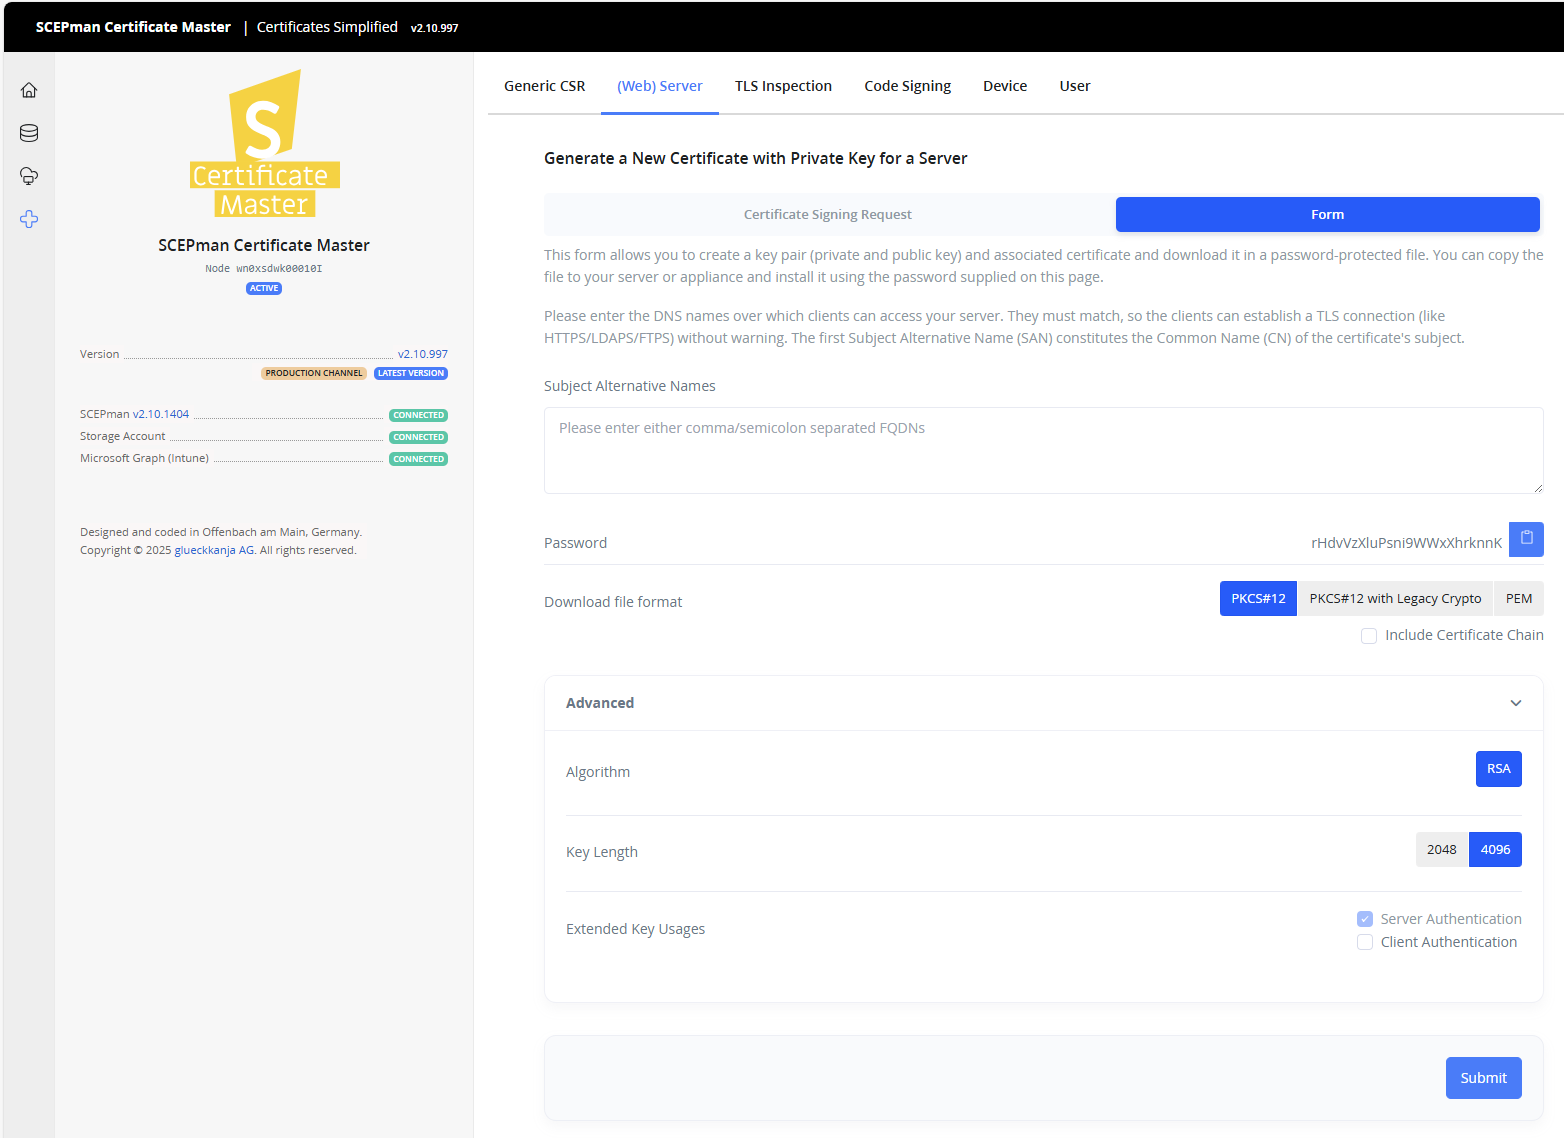 SCEPman Certificate Master | Certificates Simplified v2.10.997
S
Certificate
Master
SCEPman Certificate Master
Node wn0xsdwk00010I
ACTIVE
Version v2.10.997
PRODUCTION CHANNEL LATEST VERSION
SCEPman v2.10.1404 CONNECTED
Storage Account CONNECTED
Microsoft Graph (Intune) CONNECTED
Designed and coded in Offenbach am Main, Germany.
Copyright © 2025 glueckkanja AG. All rights reserved.
Generic CSR (Web) Server TLS Inspection Code Signing Device User
Generate a New Certificate with Private Key for a Server
Certificate Signing Request Form
This form allows you to create a key pair (private and public key) and associated certificate and download it in a password-protected file. You can copy the
file to your server or appliance and install it using the password supplied on this page.
Please enter the DNS names over which clients can access your server. They must match, so the clients can establish a TLS connection (like
HTTPS/LDAPS/FTPS) without warning. The first Subject Alternative Name (SAN) constitutes the Common Name (CN) of the certificate's subject.
Subject Alternative Names
Please enter either comma/semicolon separated FQDNs
Password rHdvVzXluPsni9WWxXhrknnK
Download file format PKCS#12 PKCS#12 with Legacy Crypto PEM
Include Certificate Chain
Advanced
Algorithm RSA
Key Length 2048 4096
Extended Key Usages Server Authentication
Client Authentication
Submit